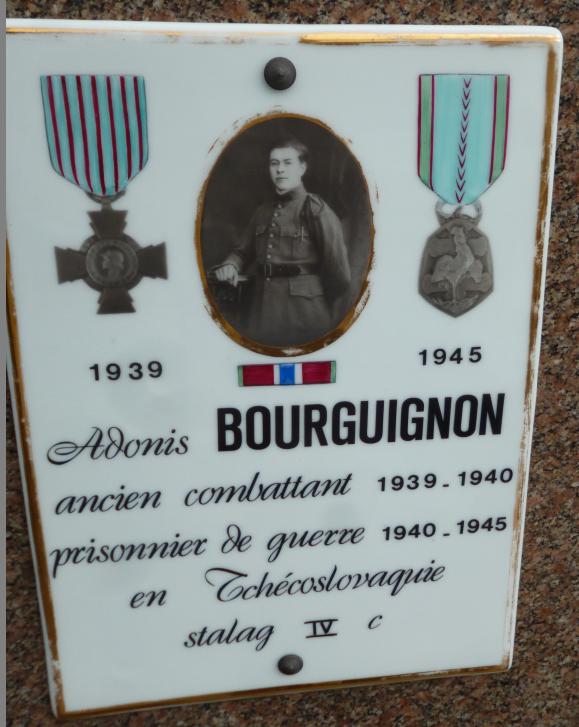 1939 1945
Adonis BOURGUIGNON
ancien combattant 1939-1940
prisonnier de guerre 1940-1945
en Tchécoslovaquie
stalag IV c